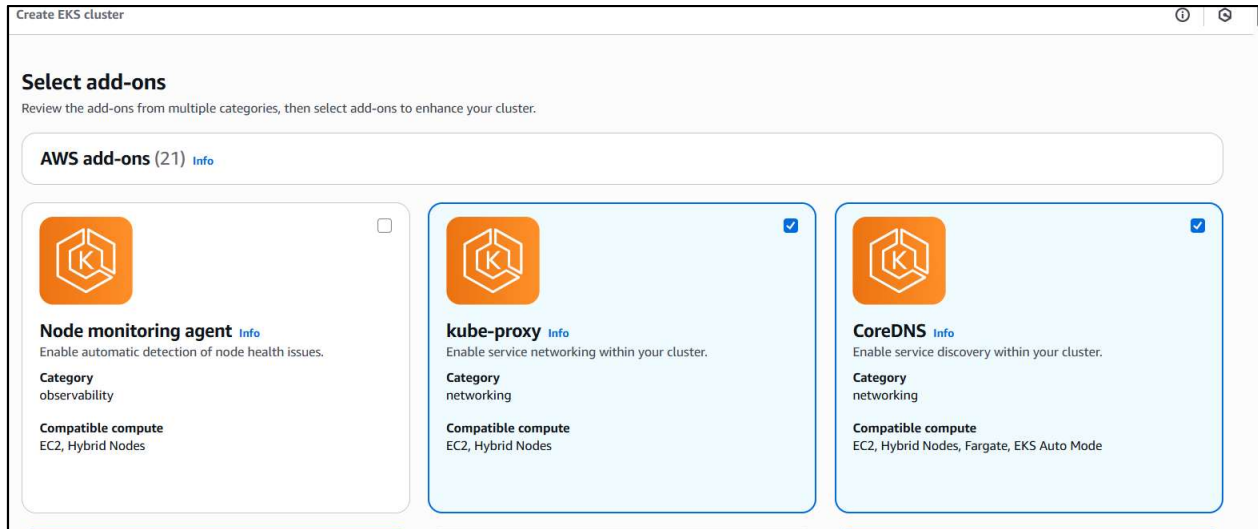 Create EKS cluster
Select add-ons
Review the add-ons from multiple categories, then select add-ons to enhance your cluster.
AWS add-ons (21) Info
K
Node monitoring agent Info
Enable automatic detection of node health issues.
Category
observability
Compatible compute
EC2, Hybrid Nodes
K
kube-proxy Info
Enable service networking within your cluster.
Category
networking
Compatible compute
EC2, Hybrid Nodes
K
CoreDNS Info
Enable service discovery within your cluster.
Category
networking
Compatible compute
EC2, Hybrid Nodes, Fargate, EKS Auto Mode